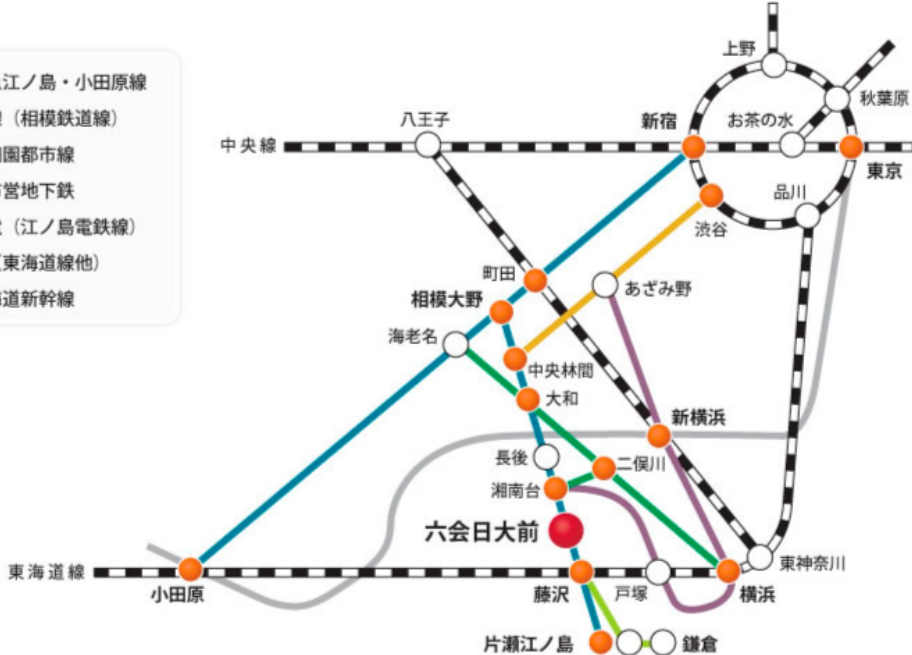 江ノ島・小田原線
（相模鉄道線）
園都市線
営地下鉄
（江ノ島電鉄線）
東海道線他）
道新幹線
上野
秋葉原
お茶の水
新宿
八王子
中央線
東京
品川
渋谷
町田
あざみ野
相模大野
海老名
中央林間
大和
新横浜
長後
二俣川
湘南台
六会日大前
東神奈川
東海道線
小田原
藤沢
戸塚
横浜
片瀬江ノ島
鎌倉